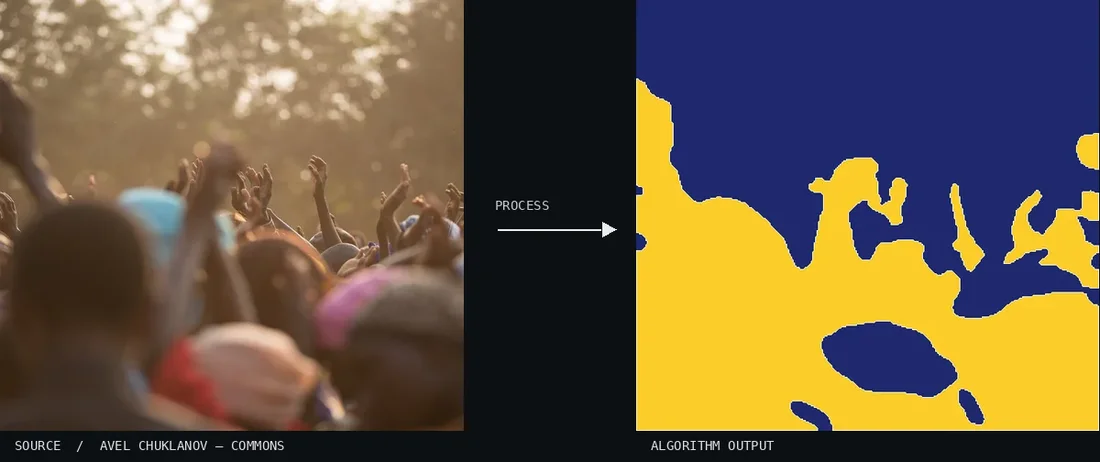 PROCESS
SOURCE / AVEL CHUKLANOV — COMMONS
ALGORITHM OUTPUT